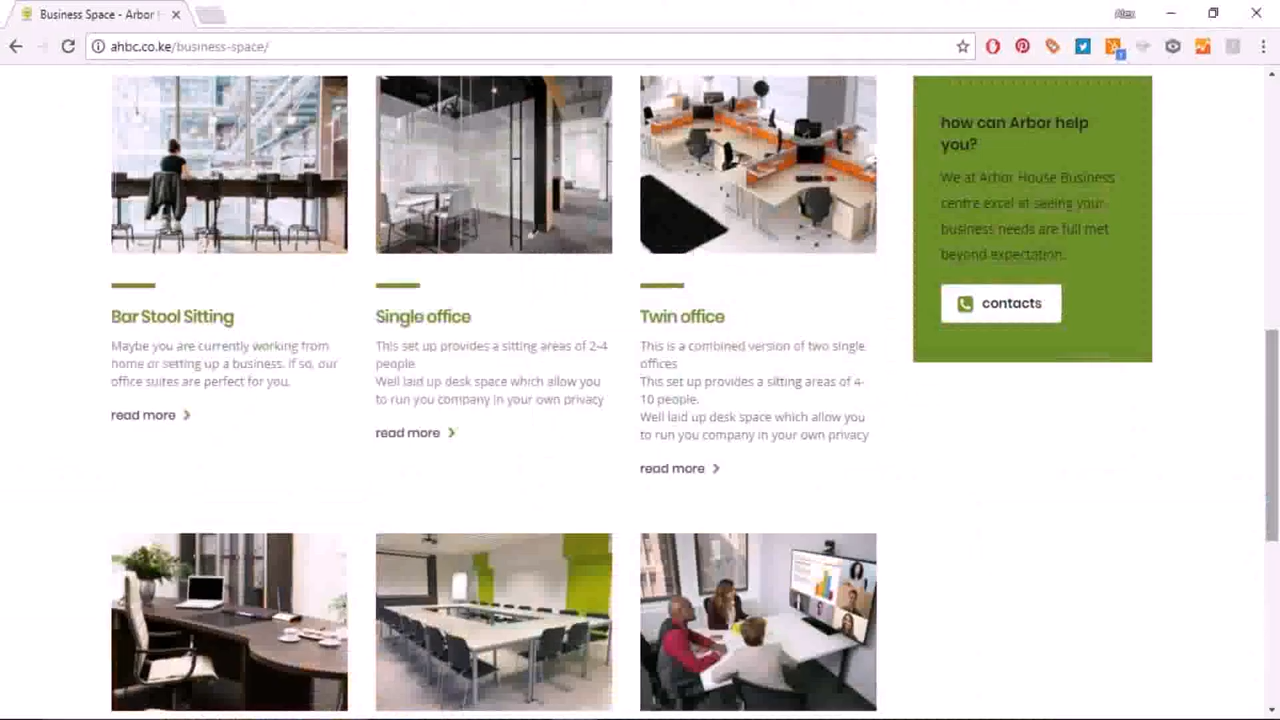 Business Space - Arbor
Alex
ahbc.co.ke/business-space/
how can Arbor help
you?
We at Arbor House Business
centre excel at seeing your
business needs are full met
beyond expectation.
contacts
Bar Stool Sitting
Maybe you are currently working from
home or setting up a business. If so, our
office suites are perfect for you.
read more
Single office
This set up provides a sitting areas of 2-4
people.
Well laid up desk space which allow you
to run you company in your own privacy
read more
Twin office
This is a combined version of two single
offices
This set up provides a sitting areas of 4-
10 people.
Well laid up desk space which allow you
to run you company in your own privacy
read more